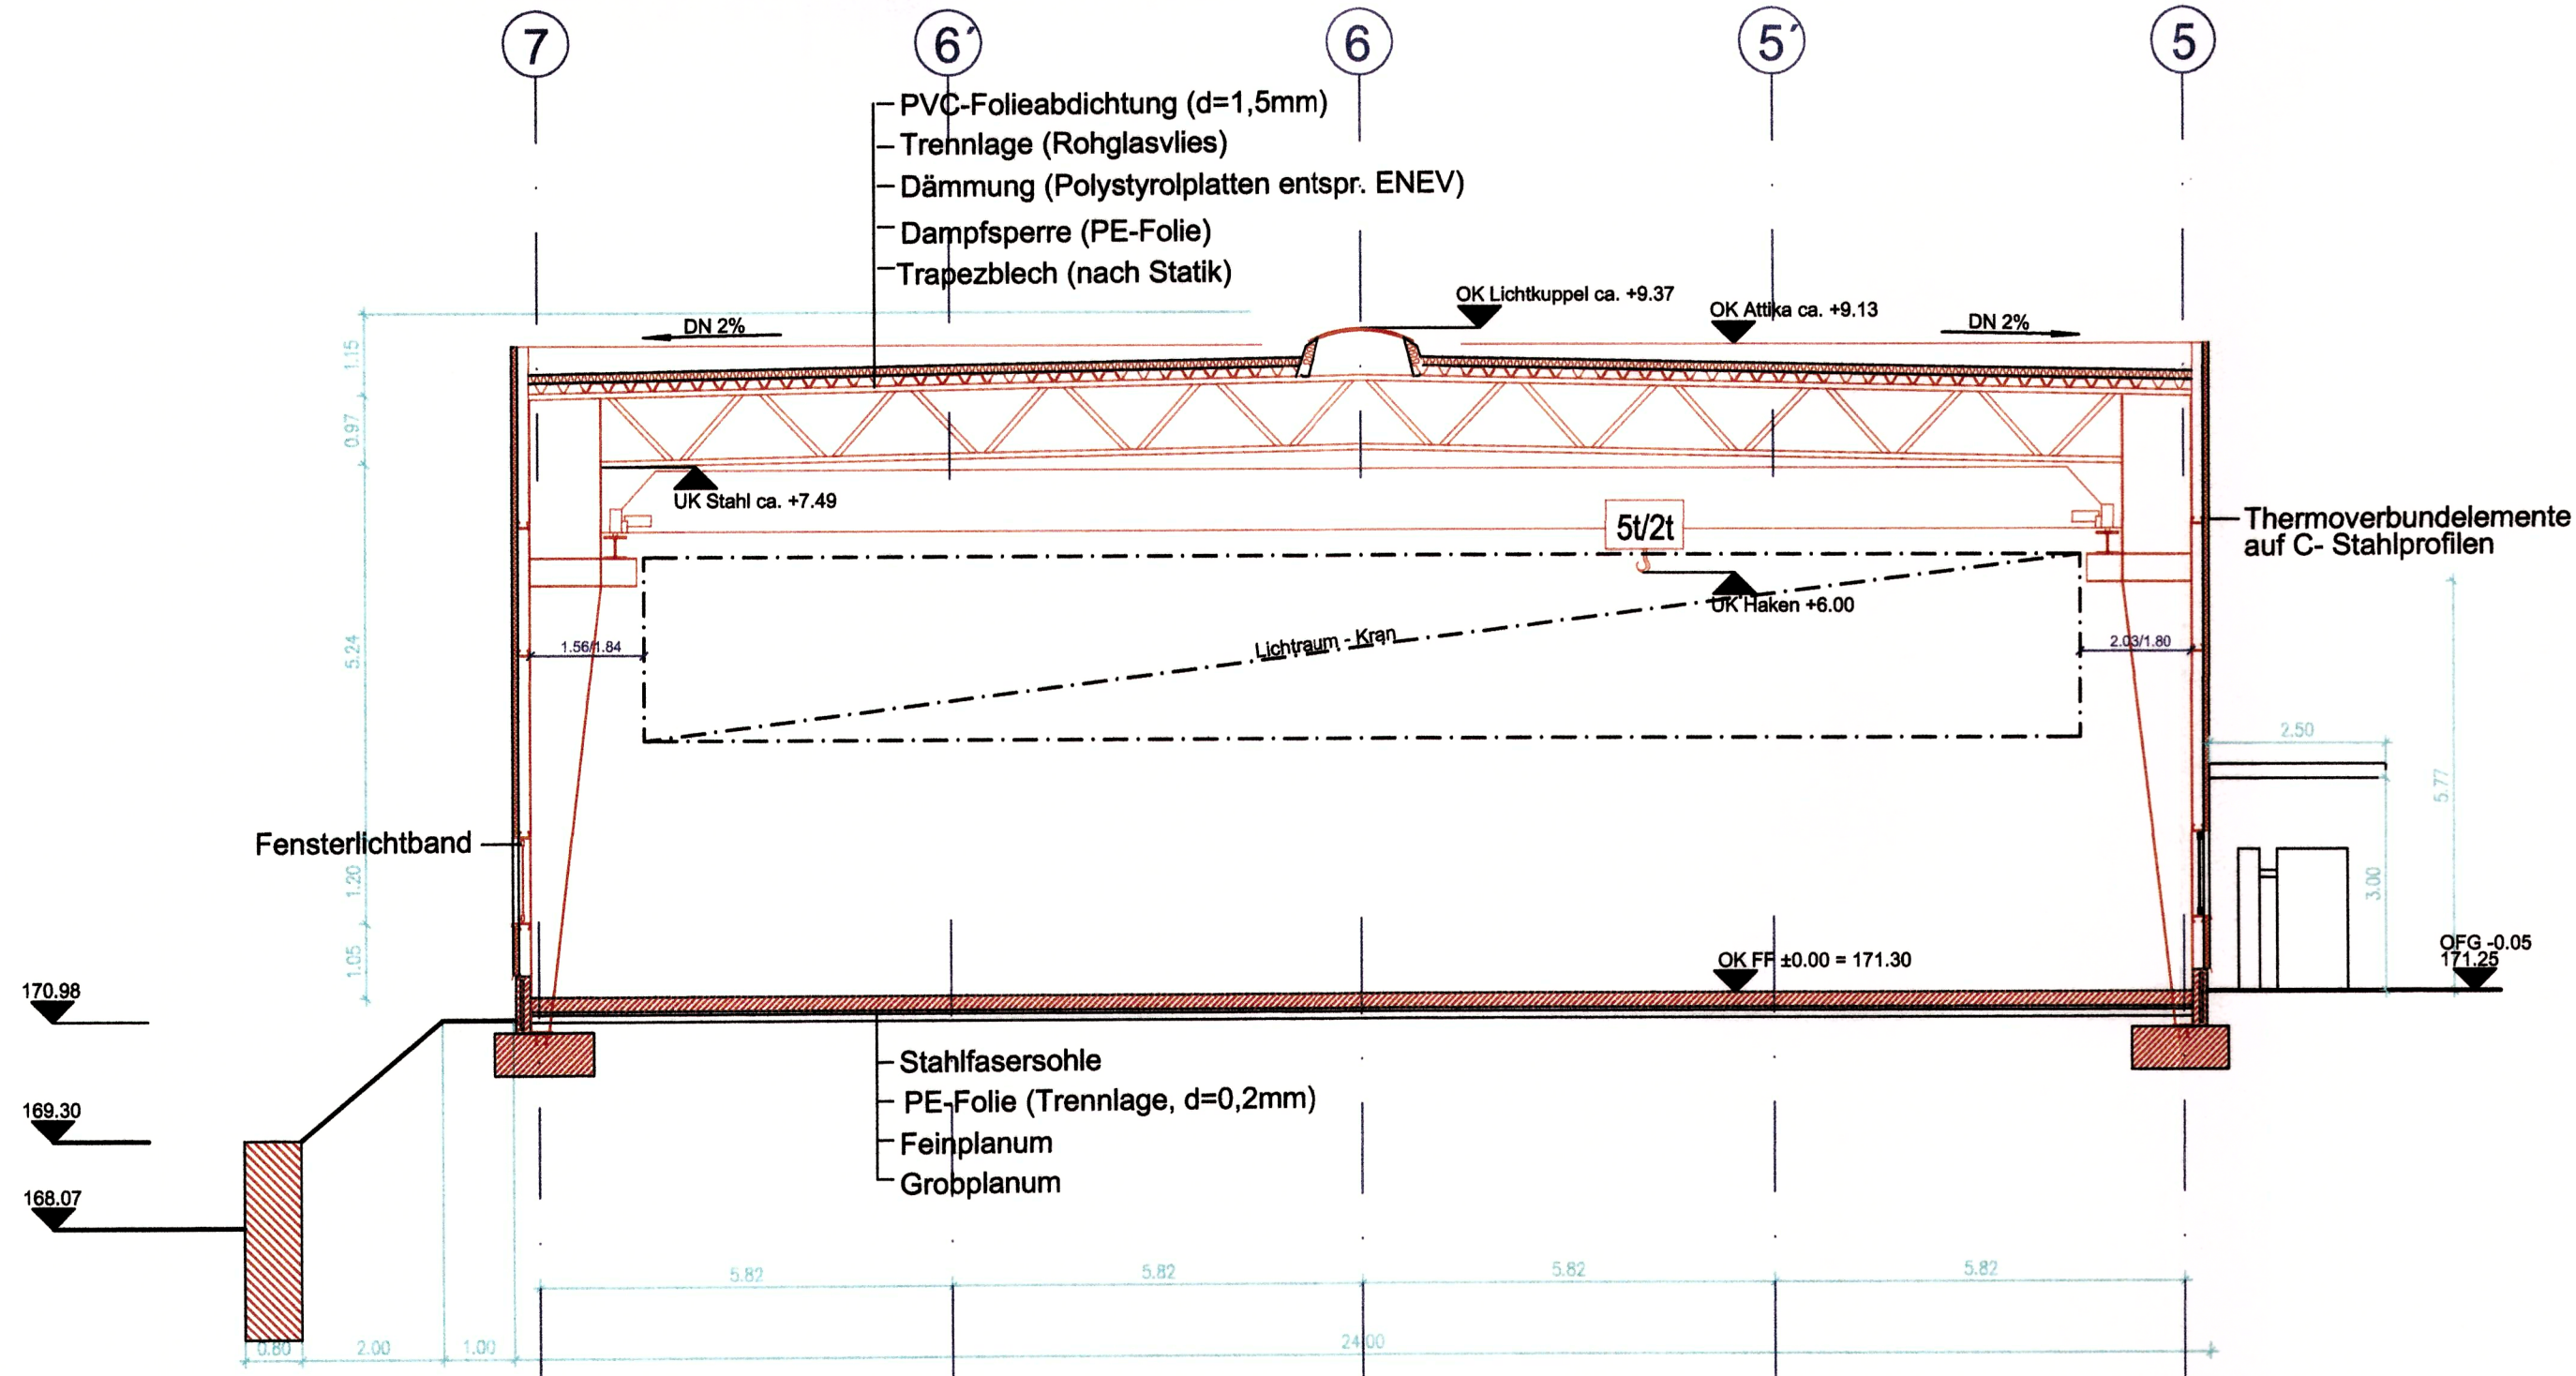 7
6´
6
5´
5
PVC-Folieabdichtung (d=1,5mm)
Trennlage (Rohglasvlies)
Dämmung (Polystyrolplatten entspr. ENEV)
Dampfsperre (PE-Folie)
Trapezblech (nach Statik)
OK Lichtkuppel ca. +9.37
OK Attika ca. +9.13
DN 2%
DN 2%
1.15
0.97
UK Stahl ca. +7.49
5t/2t
Thermoverbundelemente
auf C- Stahlprofilen
UK Haken +6.00
Lichtraum - Kran
1.56/1.84
2.03/1.80
5.24
2.50
5.77
Fensterlichtband
1.20
3.00
1.05
OK FF ±0.00 = 171.30
OFG -0.05
171.25
170.98
Stahlfasersohle
PE-Folie (Trennlage, d=0,2mm)
Feinplanum
Grobplanum
169.30
168.07
5.82
5.82
5.82
5.82
0.80
2.00
1.00
24.00